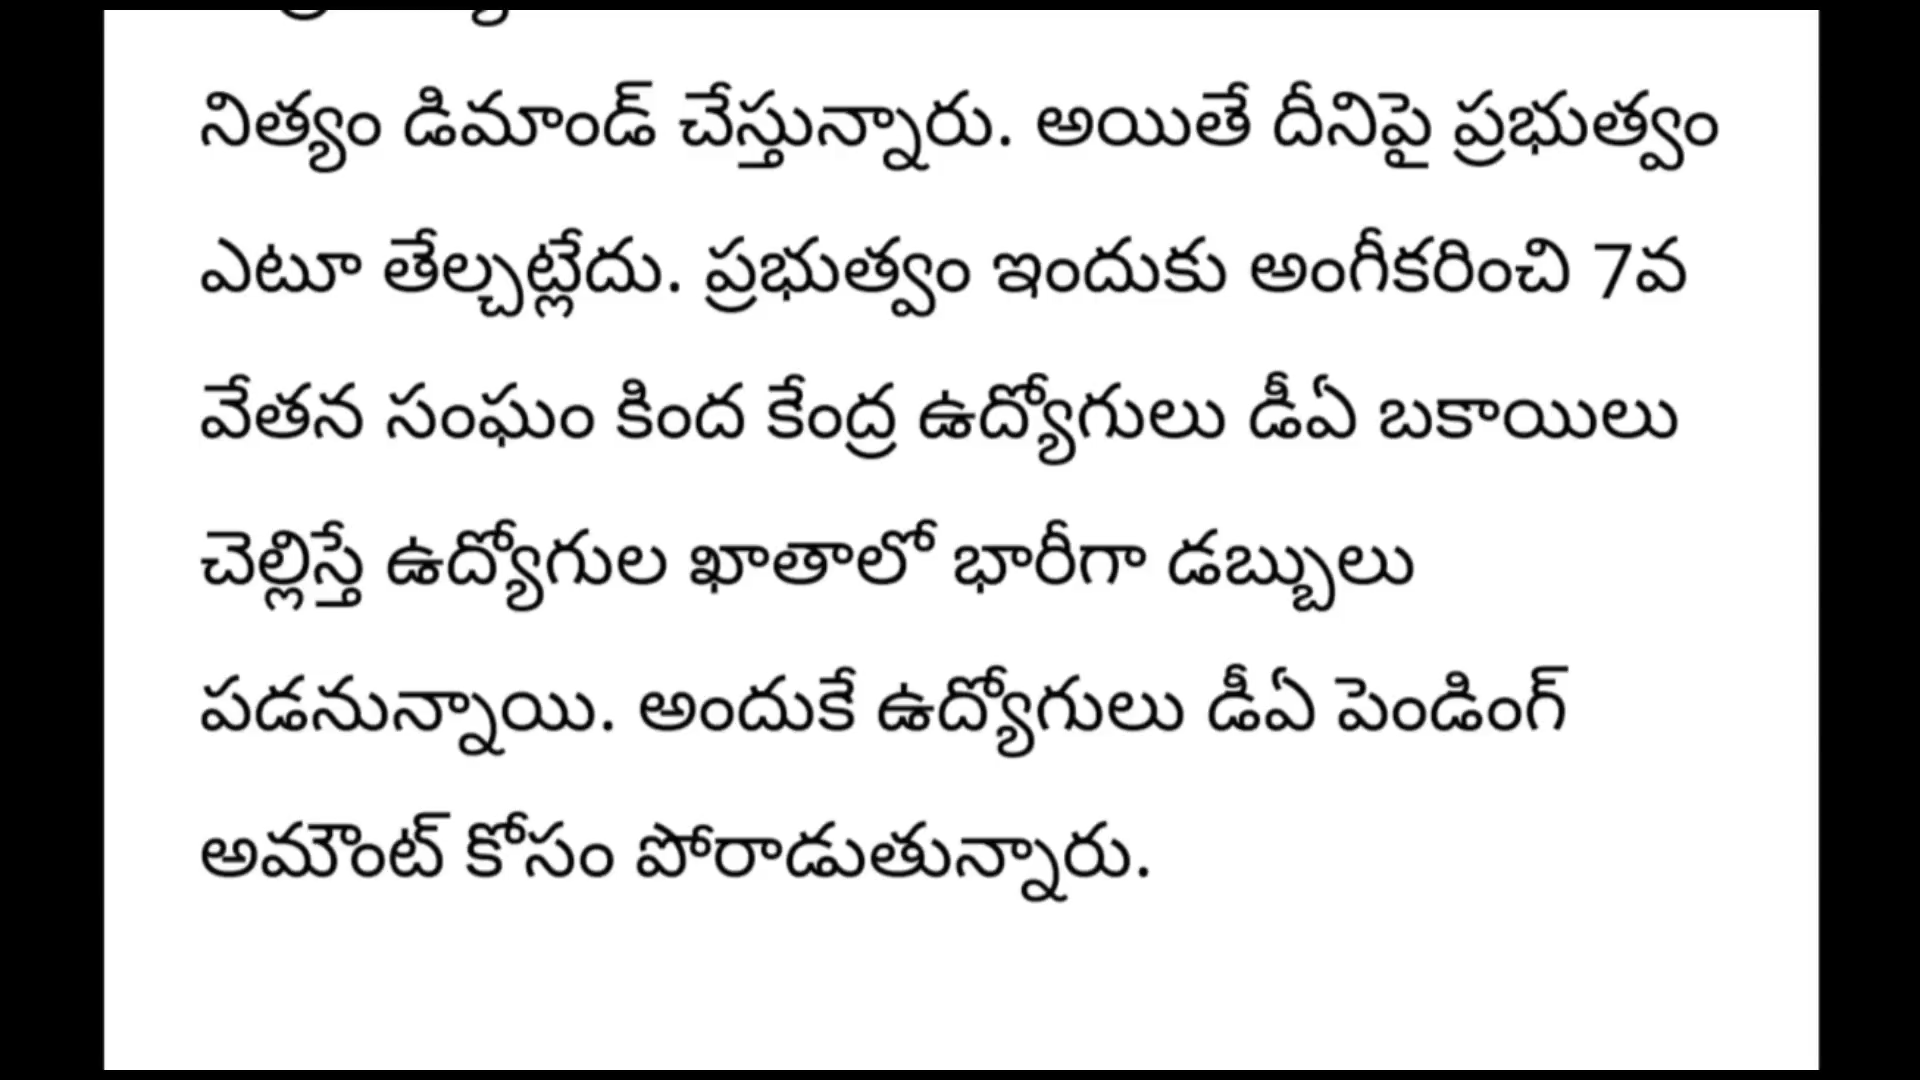 నిత్యం డిమాండ్ చేస్తున్నారు. అయితే దీనిపై ప్రభుత్వం
ఎటూ తేల్చట్లేదు. ప్రభుత్వం ఇందుకు అంగీకరించి 7వ
వేతన సంఘం కింద కేంద్ర ఉద్యోగులు డీఏ బకాయిలు
చెల్లిస్తే ఉద్యోగుల ఖాతాలో భారీగా డబ్బులు
పడనున్నాయి. అందుకే ఉద్యోగులు డీఏ పెండింగ్
అమౌంట్ కోసం పోరాడుతున్నారు.